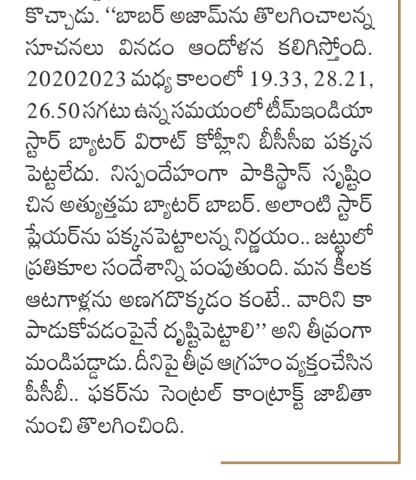 కొచ్చాడు. ‘‘బాబర్ అజామ్‌ను తొలగించాలన్న
సూచనలు వినడం ఆందోళన కలిగిస్తోంది.
20202023 మధ్య కాలంలో 19.33, 28.21,
26.50 సగటు ఉన్న సమయంలో టీమ్‌ఇండియా
స్టార్ బ్యాటర్ విరాట్ కోహ్లీని బీసీసీఐ పక్కన
పెట్టలేదు. నిస్పందేహంగా పాకిస్థాన్ సృష్టిం
చిన అత్యుత్తమ బ్యాటర్ బాబర్. అలాంటి స్టార్
ప్లేయర్‌ను పక్కనపెట్టాలన్న నిర్ణయం.. జట్టులో
ప్రతికూల సందేశాన్ని పంపుతుంది. మన కీలక
ఆటగాళ్లను అణగదొక్కడం కంటే.. వారిని కా
పాడుకోవడంపైనే దృష్టిపెట్టాలి’’ అని తీవ్రంగా
మండిపడ్డాడు. దీనిపై తీవ్ర ఆగ్రహం వ్యక్తంచేసిన
పీసీబీ.. ఫకర్‌ను సెంట్రల్ కాంట్రాక్ట్ జాబితా
నుంచి తొలగించింది.